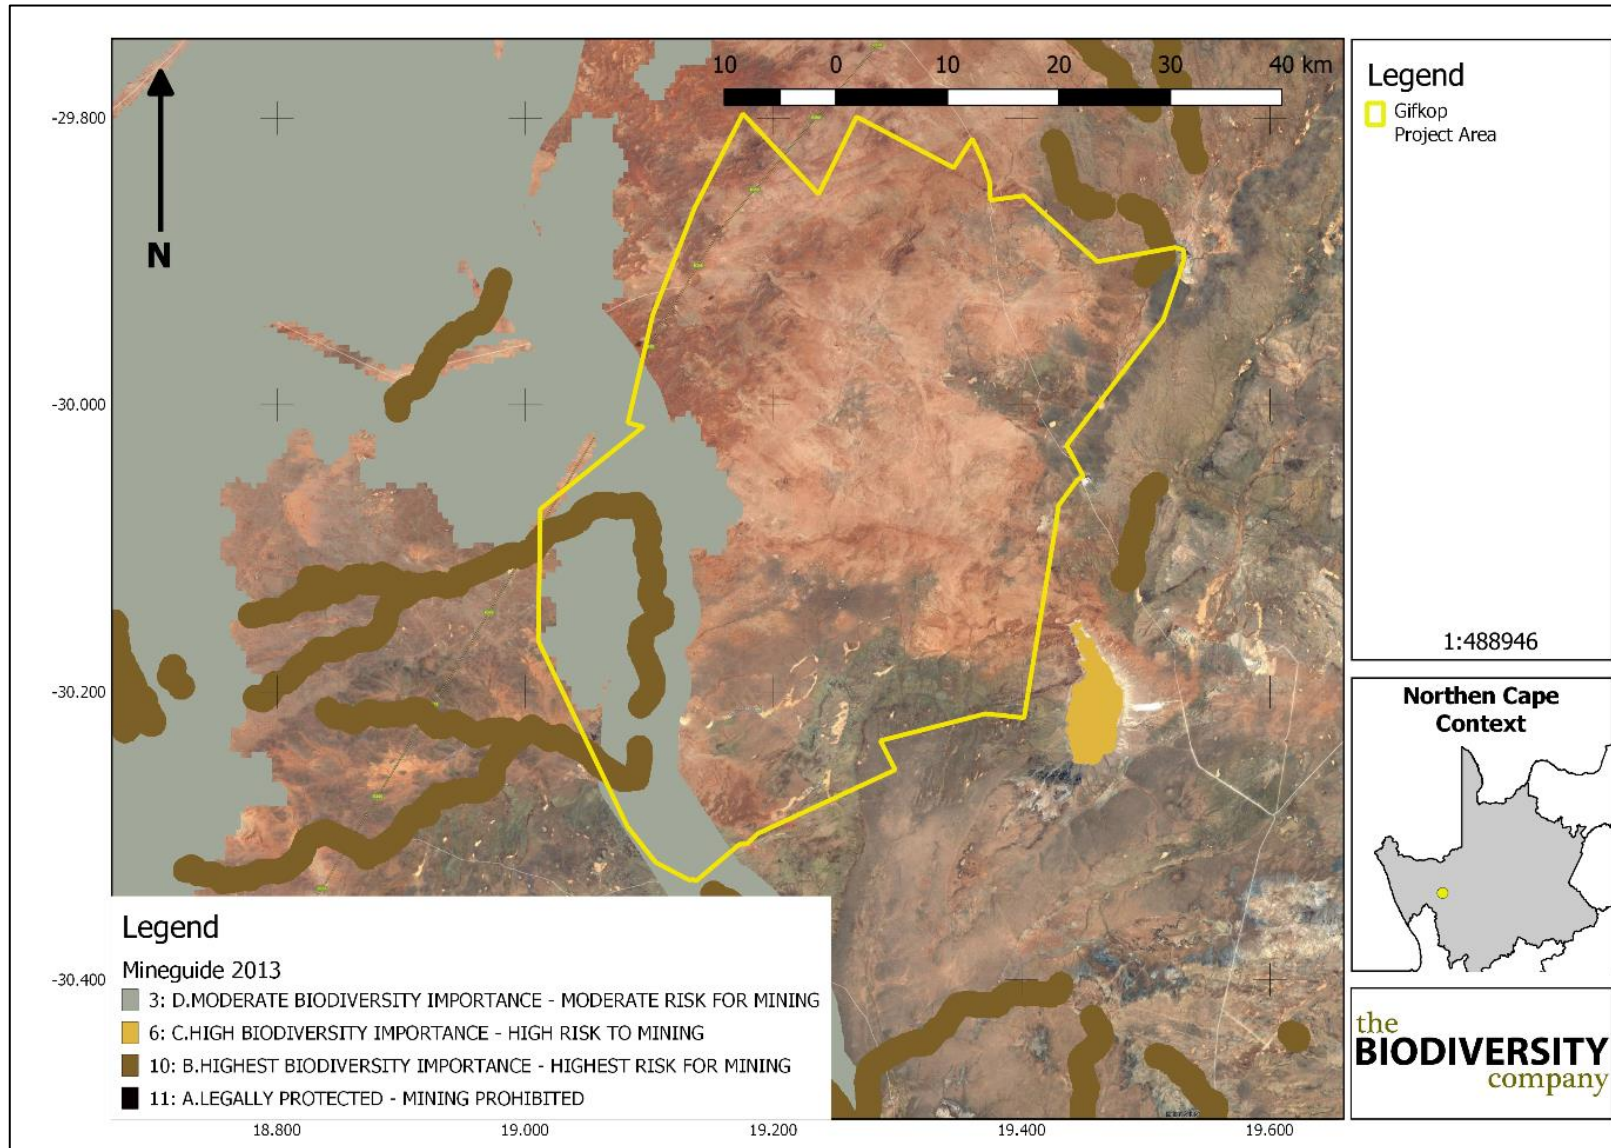 10 0 10 20 30 40 km
N
-29.800
-30.000
-30.200
-30.400
18.800 19.000 19.200 19.400 19.600
Legend
Mineguide 2013
3: D.MODERATE BIODIVERSITY IMPORTANCE - MODERATE RISK FOR MINING
6: C.HIGH BIODIVERSITY IMPORTANCE - HIGH RISK TO MINING
10: B.HIGHEST BIODIVERSITY IMPORTANCE - HIGHEST RISK FOR MINING
11: A.LEGALLY PROTECTED - MINING PROHIBITED
Legend
Gifkop
Project Area
1:488946
Northen Cape
Context
the
BIODIVERSITY
company